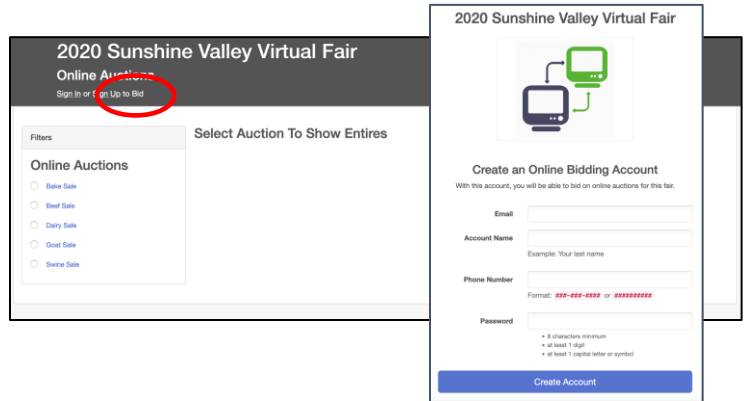 2020 Sunshine Valley Virtual Fair
Online Auctions
Sign In or Sign Up to Bid
Filters
Online Auctions
Bake Sale
Beef Sale
Dairy Sale
Goat Sale
Swine Sale
Select Auction To Show Entires
2020 Sunshine Valley Virtual Fair
Create an Online Bidding Account
With this account, you will be able to bid on online auctions for this fair.
Email
Account Name
Example: Your last name
Phone Number
Format: ###-###-#### or ##########
Password
• 8 characters minimum
• at least 1 digit
• at least 1 capital letter or symbol
Create Account